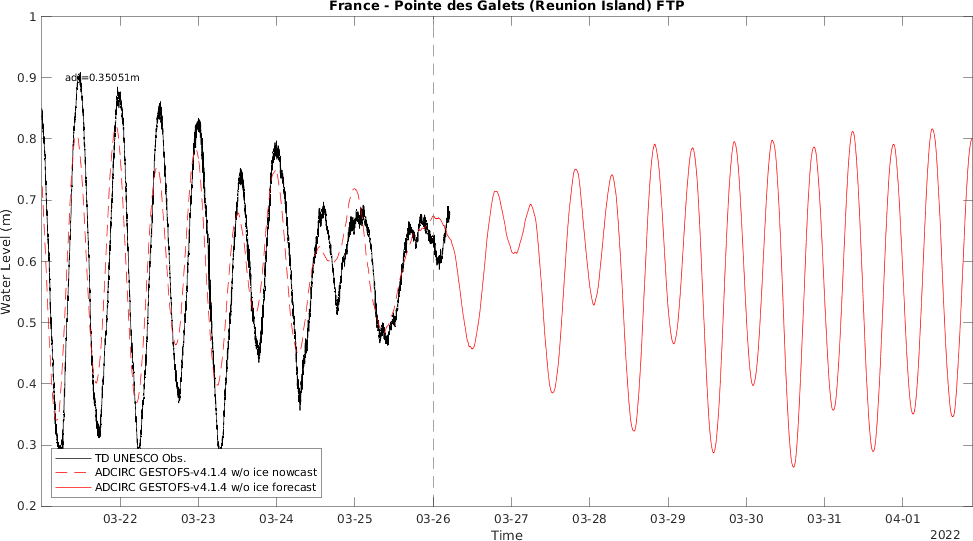 France - Pointe des Galets (Reunion Island) FTP
Water Level (m)
1
0.9
0.8
0.7
0.6
0.5
0.4
0.3
0.2
=0.35051m
TD UNESCO Obs.
ADCIRC GESTOFS-v4.1.4 w/o ice nowcast
ADCIRC GESTOFS-v4.1.4 w/o ice forecast
03-22 03-23 03-24 03-25 03-26 03-27 03-28 03-29 03-30 03-31 04-01
Time
2022